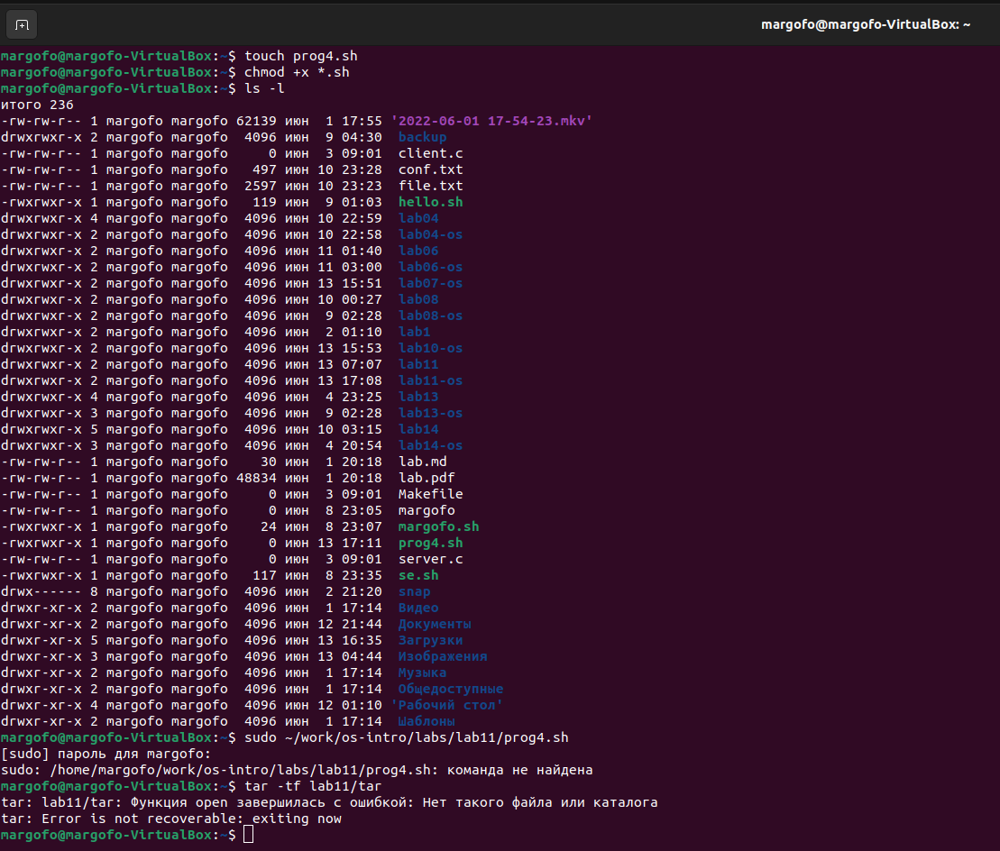 margofo@margofo-VirtualBox: ~
margofo@margofo-VirtualBox:~$ touch prog4.sh
margofo@margofo-VirtualBox:~$ chmod +x *.sh
margofo@margofo-VirtualBox:~$ ls -l
итого 236
-rw-rw-r-- 1 margofo margofo 62139 июн  1 17:55 '2022-06-01 17-54-23.mkv'
drwxrwxr-x 2 margofo margofo  4096 июн  9 04:30  backup
-rw-rw-r-- 1 margofo margofo     0 июн  3 09:01  client.c
-rw-rw-r-- 1 margofo margofo   497 июн 10 23:28  conf.txt
-rw-rw-r-- 1 margofo margofo  2597 июн 10 23:23  file.txt
-rwxrwxr-x 1 margofo margofo   119 июн  9 01:03  hello.sh
drwxrwxr-x 4 margofo margofo  4096 июн 10 22:59  lab04
drwxrwxr-x 2 margofo margofo  4096 июн 10 22:58  lab04-os
drwxrwxr-x 2 margofo margofo  4096 июн 11 01:40  lab06
drwxrwxr-x 2 margofo margofo  4096 июн 11 03:00  lab06-os
drwxrwxr-x 2 margofo margofo  4096 июн 13 15:51  lab07-os
drwxrwxr-x 2 margofo margofo  4096 июн 10 00:27  lab08
drwxrwxr-x 2 margofo margofo  4096 июн  9 02:28  lab08-os
drwxrwxr-x 2 margofo margofo  4096 июн  2 01:10  lab1
drwxrwxr-x 2 margofo margofo  4096 июн 13 15:53  lab10-os
drwxrwxr-x 2 margofo margofo  4096 июн 13 07:07  lab11
drwxrwxr-x 2 margofo margofo  4096 июн 13 17:08  lab11-os
drwxrwxr-x 4 margofo margofo  4096 июн  4 23:25  lab13
drwxrwxr-x 3 margofo margofo  4096 июн  9 02:28  lab13-os
drwxrwxr-x 5 margofo margofo  4096 июн 10 03:15  lab14
drwxrwxr-x 3 margofo margofo  4096 июн  4 20:54  lab14-os
-rw-rw-r-- 1 margofo margofo    30 июн  1 20:18  lab.md
-rw-rw-r-- 1 margofo margofo 48834 июн  1 20:18  lab.pdf
-rw-rw-r-- 1 margofo margofo     0 июн  3 09:01  Makefile
-rw-rw-r-- 1 margofo margofo     0 июн  8 23:05  margofo
-rwxrwxr-x 1 margofo margofo    24 июн  8 23:07  margofo.sh
-rwxrwxr-x 1 margofo margofo     0 июн 13 17:11  prog4.sh
-rw-rw-r-- 1 margofo margofo     0 июн  3 09:01  server.c
-rwxrwxr-x 1 margofo margofo   117 июн  8 23:35  se.sh
drwx------ 8 margofo margofo  4096 июн  2 21:20  snap
drwxr-xr-x 2 margofo margofo  4096 июн  1 17:14  Видео
drwxr-xr-x 2 margofo margofo  4096 июн 12 21:44  Документы
drwxr-xr-x 5 margofo margofo  4096 июн 13 16:35  Загрузки
drwxr-xr-x 3 margofo margofo  4096 июн 13 04:44  Изображения
drwxr-xr-x 2 margofo margofo  4096 июн  1 17:14  Музыка
drwxr-xr-x 2 margofo margofo  4096 июн  1 17:14  Общедоступные
drwxr-xr-x 4 margofo margofo  4096 июн 12 01:10 'Рабочий стол'
drwxr-xr-x 2 margofo margofo  4096 июн  1 17:14  Шаблоны
margofo@margofo-VirtualBox:~$ sudo ~/work/os-intro/labs/lab11/prog4.sh
[sudo] пароль для margofo:
sudo: /home/margofo/work/os-intro/labs/lab11/prog4.sh: команда не найдена
margofo@margofo-VirtualBox:~$ tar -tf lab11/tar
tar: lab11/tar: Функция open завершилась с ошибкой: Нет такого файла или каталога
tar: Error is not recoverable: exiting now
margofo@margofo-VirtualBox:~$